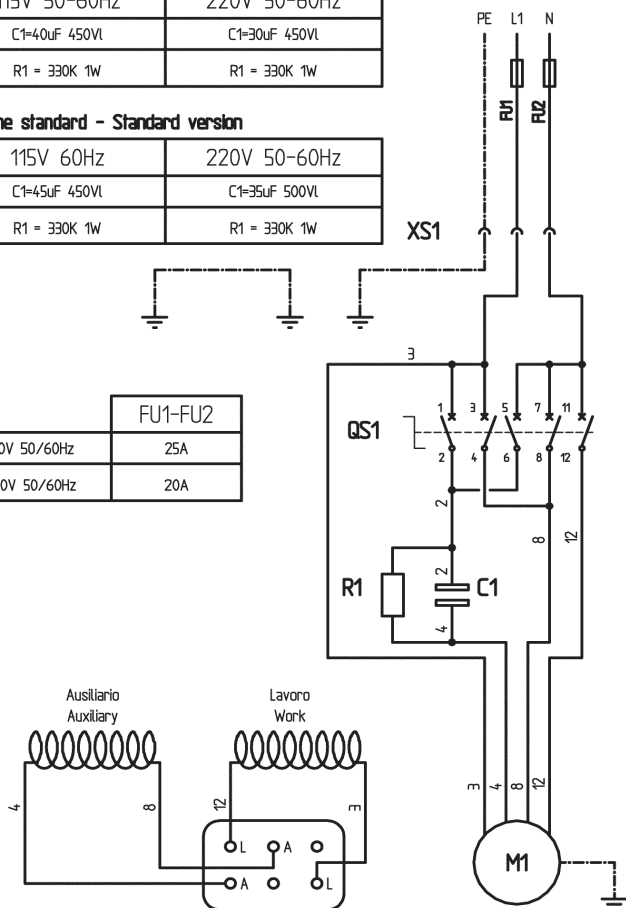 50-60Hz 220V 50-60Hz
C1=40uF 450Vl C1=30uF 450Vl
R1 = 330K 1W R1 = 330K 1W
standard - Standard version
115V 60Hz 220V 50-60Hz
C1=45uF 450Vl C1=35uF 500Vl
R1 = 330K 1W R1 = 330K 1W
PE L1 N
FU1 FU2
XS1
3
FU1-FU2
50/60Hz 25A
50/60Hz 20A
QS1
1 3 5 7 11
2 4 6 8 12
2 8 12
2
R1 C1
4
Ausiliario Lavoro
Auxiliary Work
4 8 12 3
3 4 8 12
L A
A L
M1